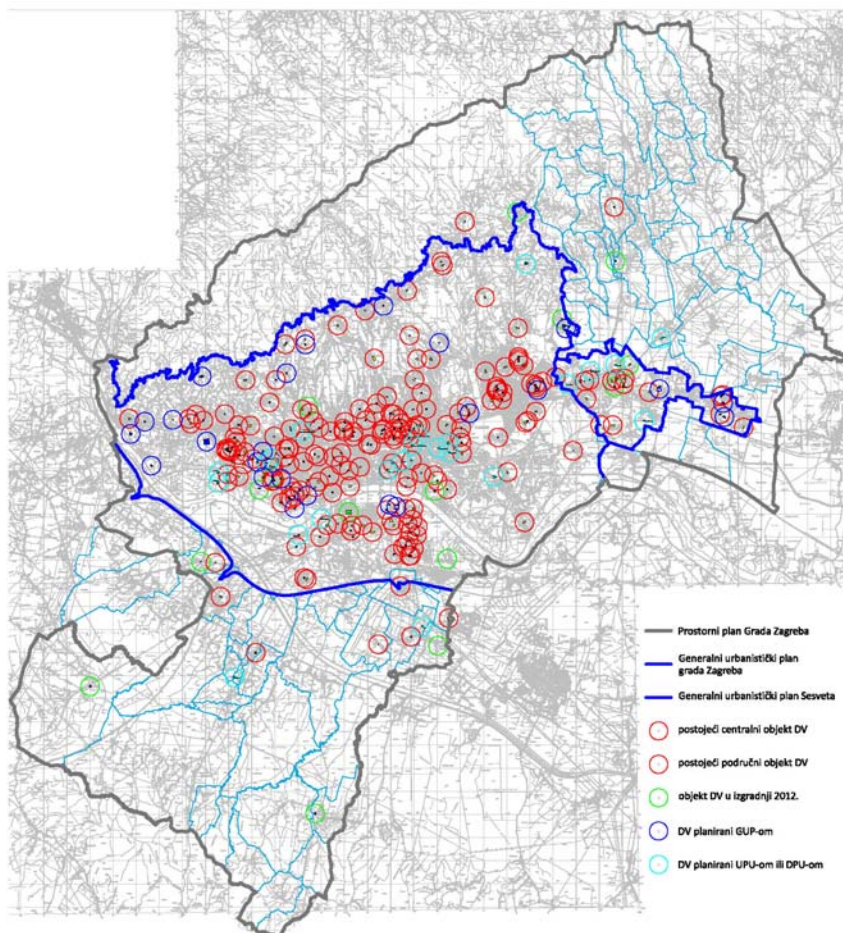 Prostorni plan Grada Zagreba
Generalni urbanistički plan
grada Zagreba
Generalni urbanistički plan Sesveta
postojeći centralni objekt DV
postojeći područni objekt DV
objekt DV u izgradnji 2012.
DV planirani GUP-om
DV planirani UPU-om ili DPU-om